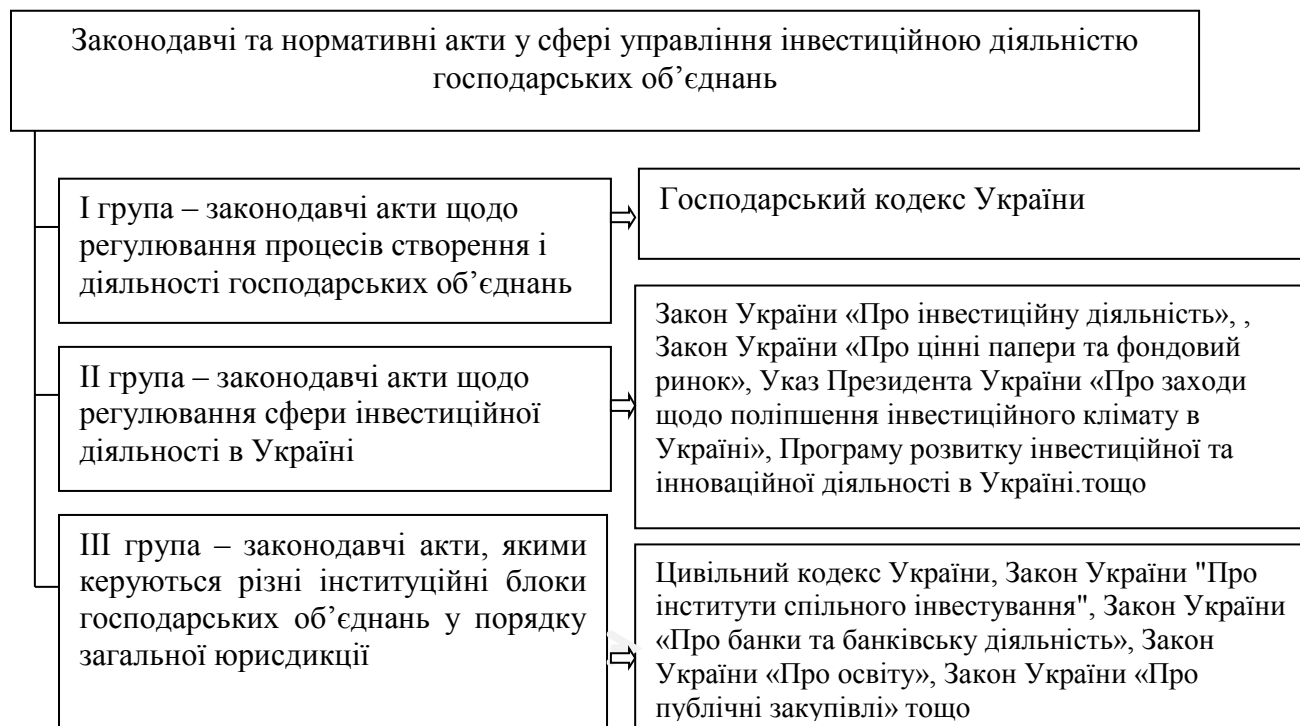 Законодавчі та нормативні акти у сфері управління інвестиційною діяльністю
господарських об’єднань
І група – законодавчі акти щодо
регулювання процесів створення і
діяльності господарських об’єднань
Господарський кодекс України
ІІ група – законодавчі акти щодо
регулювання сфери інвестиційної
діяльності в Україні
Закон України «Про інвестиційну діяльність», ,
Закон України «Про цінні папери та фондовий
ринок», Указ Президента України «Про заходи
щодо поліпшення інвестиційного клімату в
Україні», Програму розвитку інвестиційної та
інноваційної діяльності в Україні.тощо
ІІІ група – законодавчі акти, якими
керуються різні інституційні блоки
господарських об’єднань у порядку
загальної юрисдикції
Цивільний кодекс України, Закон України "Про
інститути спільного інвестування", Закон України
«Про банки та банківську діяльність», Закон
України «Про освіту», Закон України «Про
публічні закупівлі» тощо